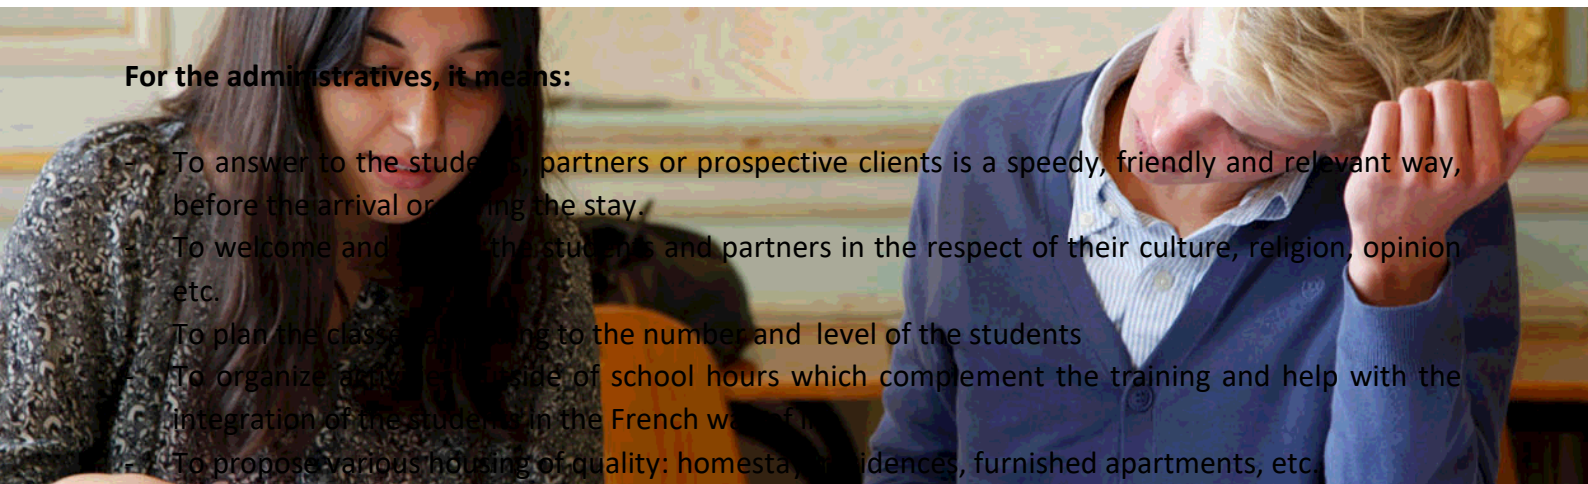 For the administratives, it means:
- To answer to the students, partners or prospective clients is a speedy, friendly and relevant way,
before the arrival or during the stay.
- To welcome and the students and partners in the respect of their culture, religion, opinion
etc.
- To plan the classes according to the number and level of the students
- To organize activities outside of school hours which complement the training and help with the
integration of the students in the French way of life
- To propose various housing of quality: homestay, residences, furnished apartments, etc.